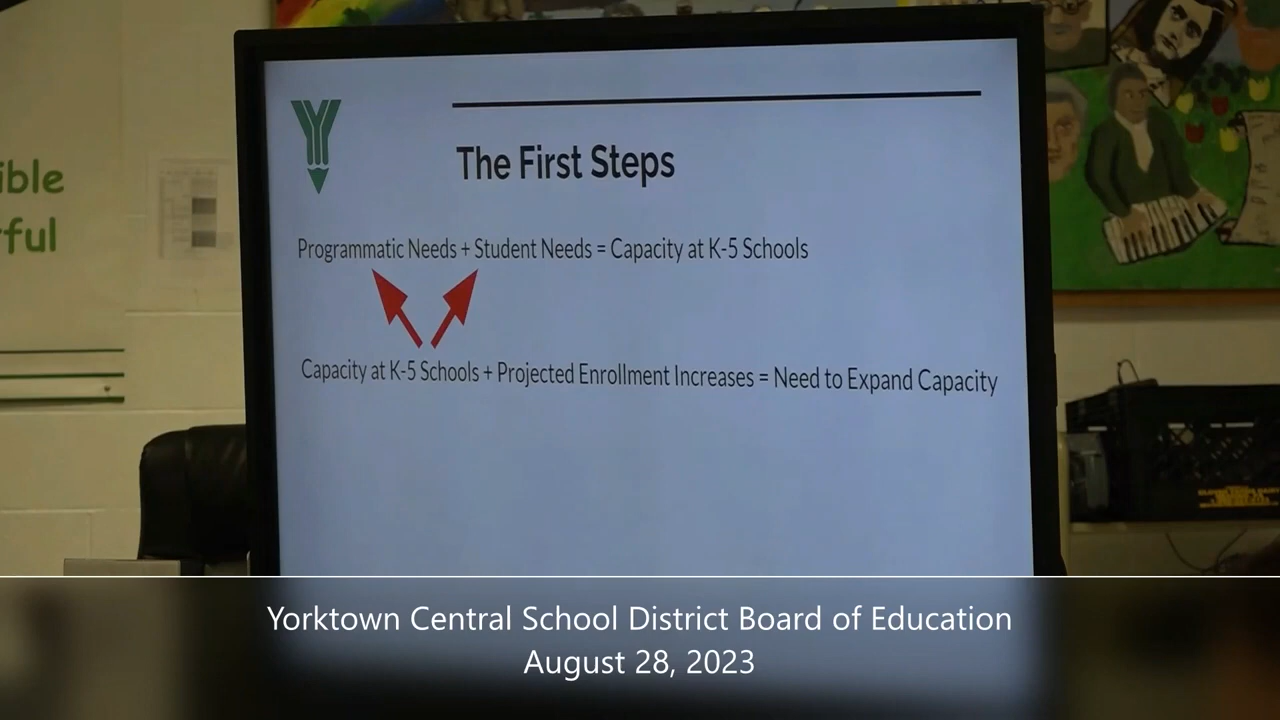 The First Steps
Programmatic Needs + Student Needs = Capacity at K-5 Schools
Capacity at K-5 Schools + Projected Enrollment Increases = Need to Expand Capacity
Yorktown Central School District Board of Education
August 28, 2023